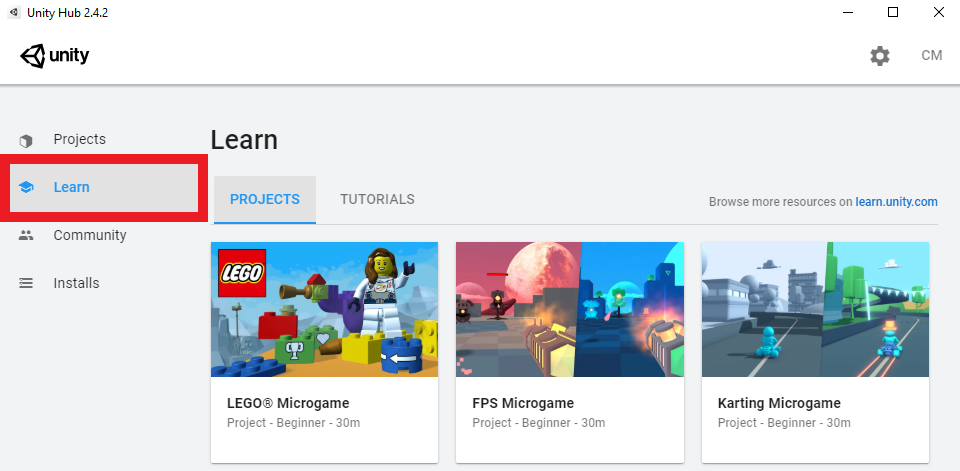 Unity Hub 2.4.2
unity
CM
Projects
Learn
Community
Installs
Learn
PROJECTS TUTORIALS
Browse more resources on learn.unity.com
LEGO
LEGO® Microgame
Project - Beginner - 30m
FPS Microgame
Project - Beginner - 30m
Karting Microgame
Project - Beginner - 30m